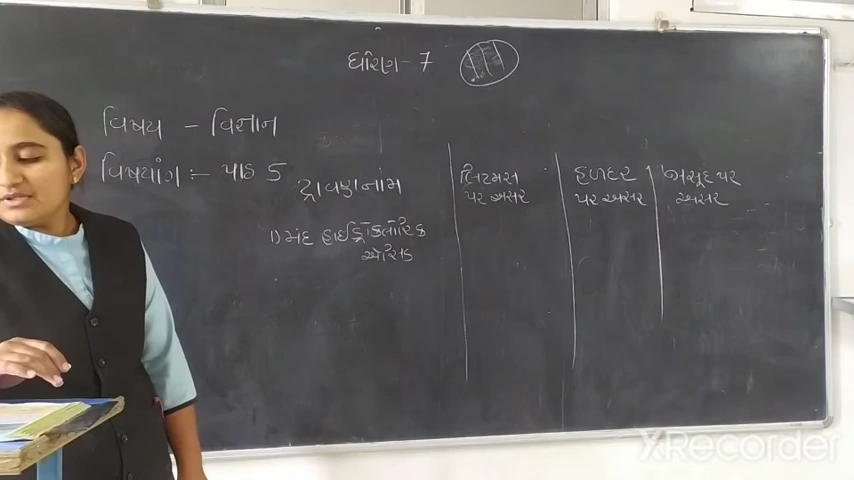 ધોરણ - 7
વિષય - વિજ્ઞાન
વિષયાંગ :- પાઠ 5
દ્રાવણનું નામ
લિટમસ
પર અસર
હળદર
પર અસર
જાસૂદ પર
અસર
1) મંદ હાઈડ્રોક્લોરિક
એસિડ
XRecorder